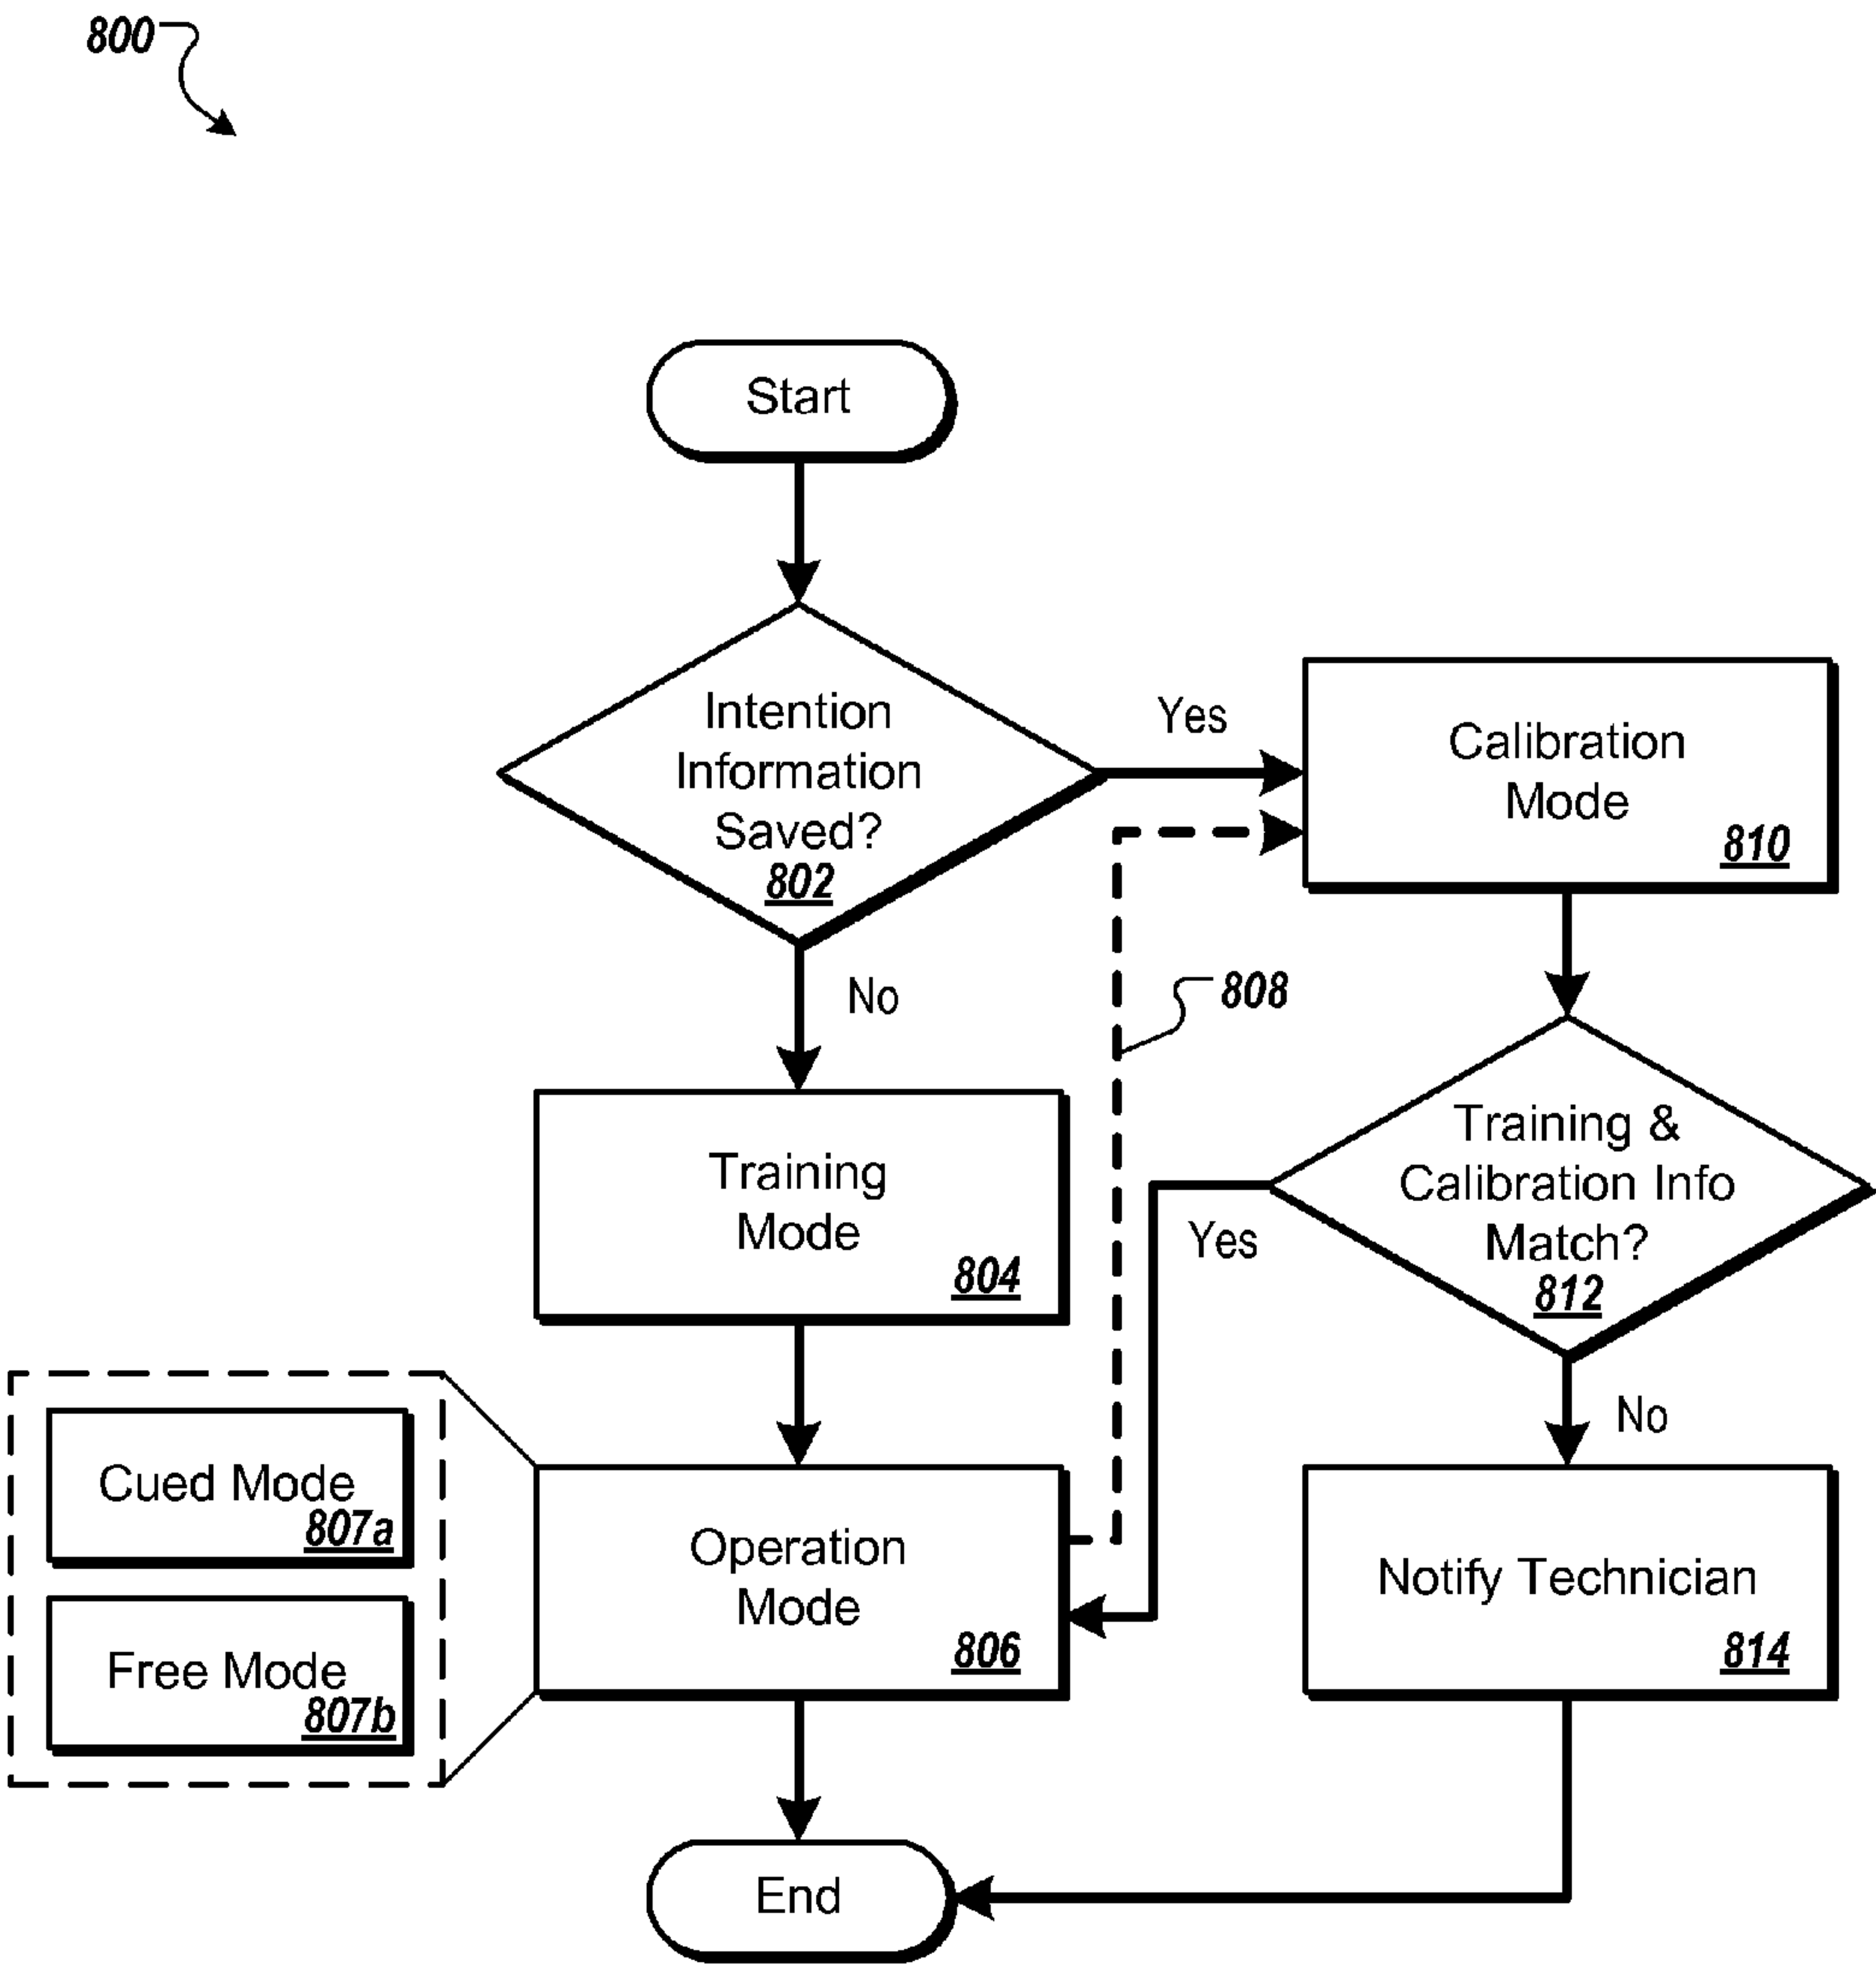 800
Start
Intention
Information
Saved?
802
Yes
Calibration
Mode
810
No
808
Training
Mode
804
Training &
Calibration Info
Match?
812
Yes
No
Cued Mode
807a
Free Mode
807b
Operation
Mode
806
Notify Technician
814
End